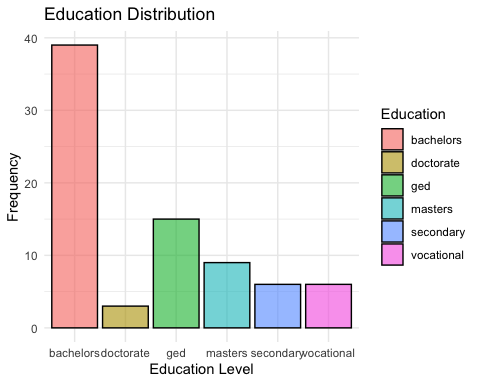 Education Distribution
40
30
20
10
0
Frequency
bachelors doctorate ged masters secondary vocational
Education Level
Education
bachelors
doctorate
ged
masters
secondary
vocational